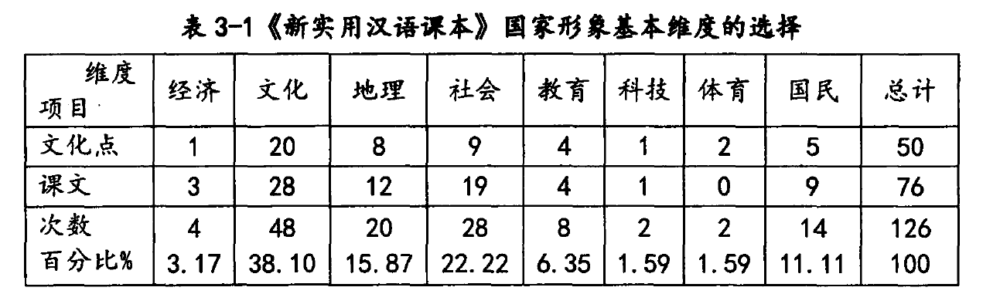 表 3-1《新实用汉语课本》国家形象基本维度的选择
维度
项目 经济 文化 地理 社会 教育 科技 体育 国民 总计
文化点 1 20 8 9 4 1 2 5 50
课文 3 28 12 19 4 1 0 9 76
次数 4 48 20 28 8 2 2 14 126
百分比% 3.17 38.10 15.87 22.22 6.35 1.59 1.59 11.11 100